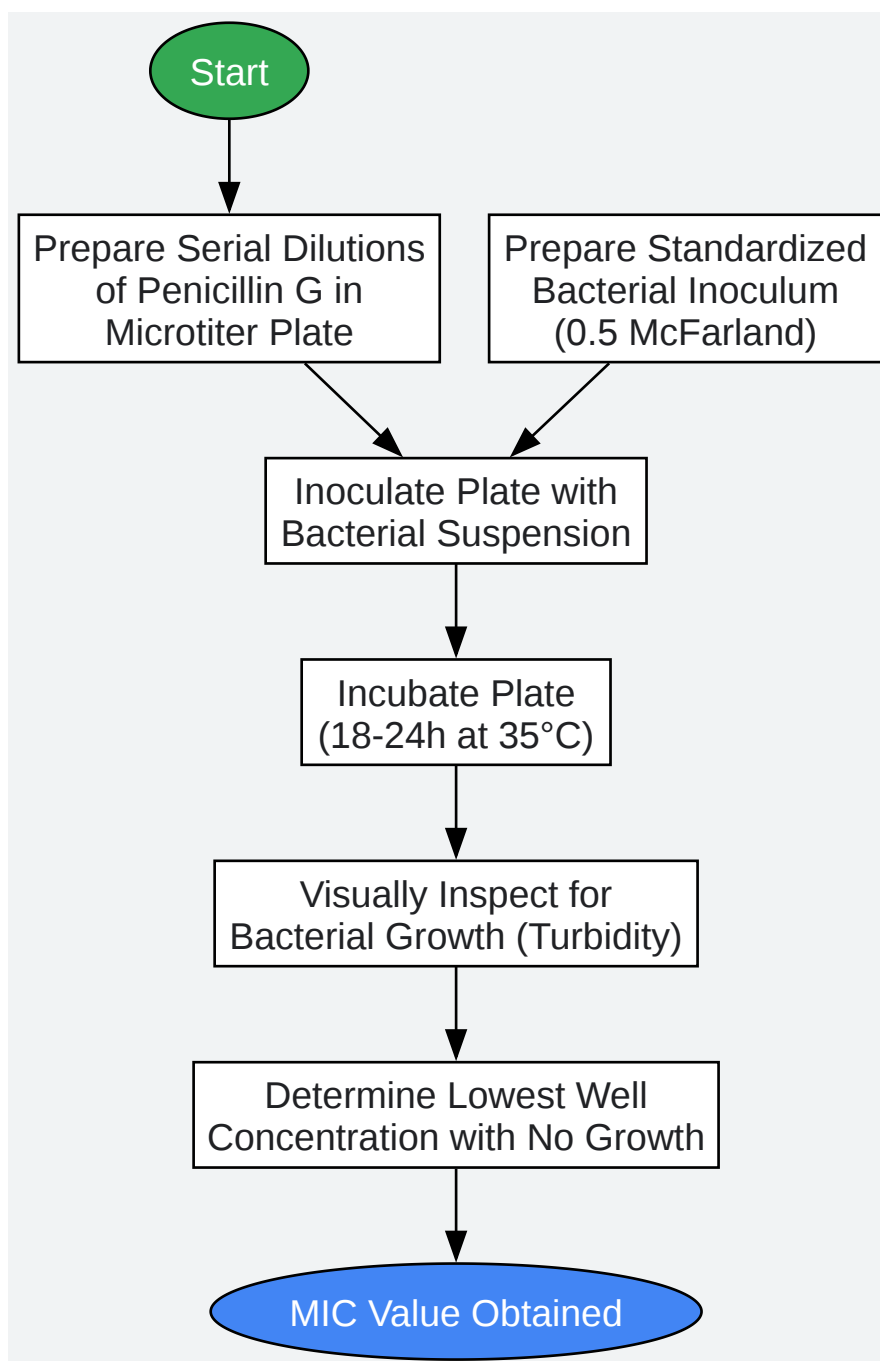 Start
Prepare Serial Dilutions
of Penicillin G in
Microtiter Plate
Prepare Standardized
Bacterial Inoculum
(0.5 McFarland)
Inoculate Plate with
Bacterial Suspension
Incubate Plate
(18-24h at 35°C)
Visually Inspect for
Bacterial Growth (Turbidity)
Determine Lowest Well
Concentration with No Growth
MIC Value Obtained